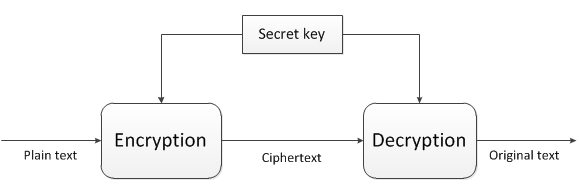 Secret key
Encryption
Decryption
Plain text
Ciphertext
Original text